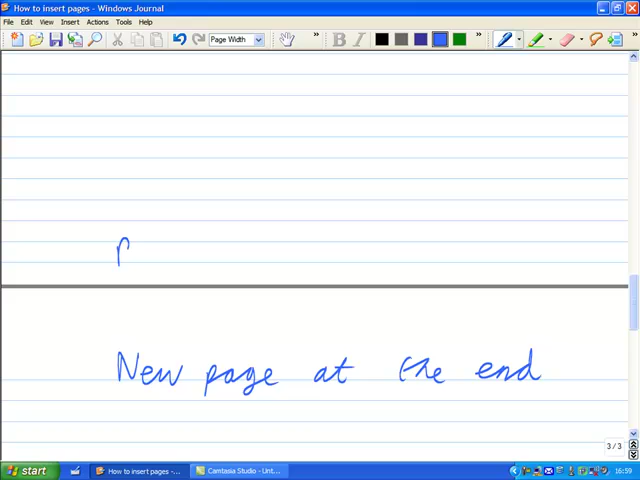 How to insert pages - Windows Journal
File Edit View Insert Actions Tools Help
Page Width » B I »
New page at the end
3 / 3
start How to insert pages -... Camtasia Studio - Unt... 16:59